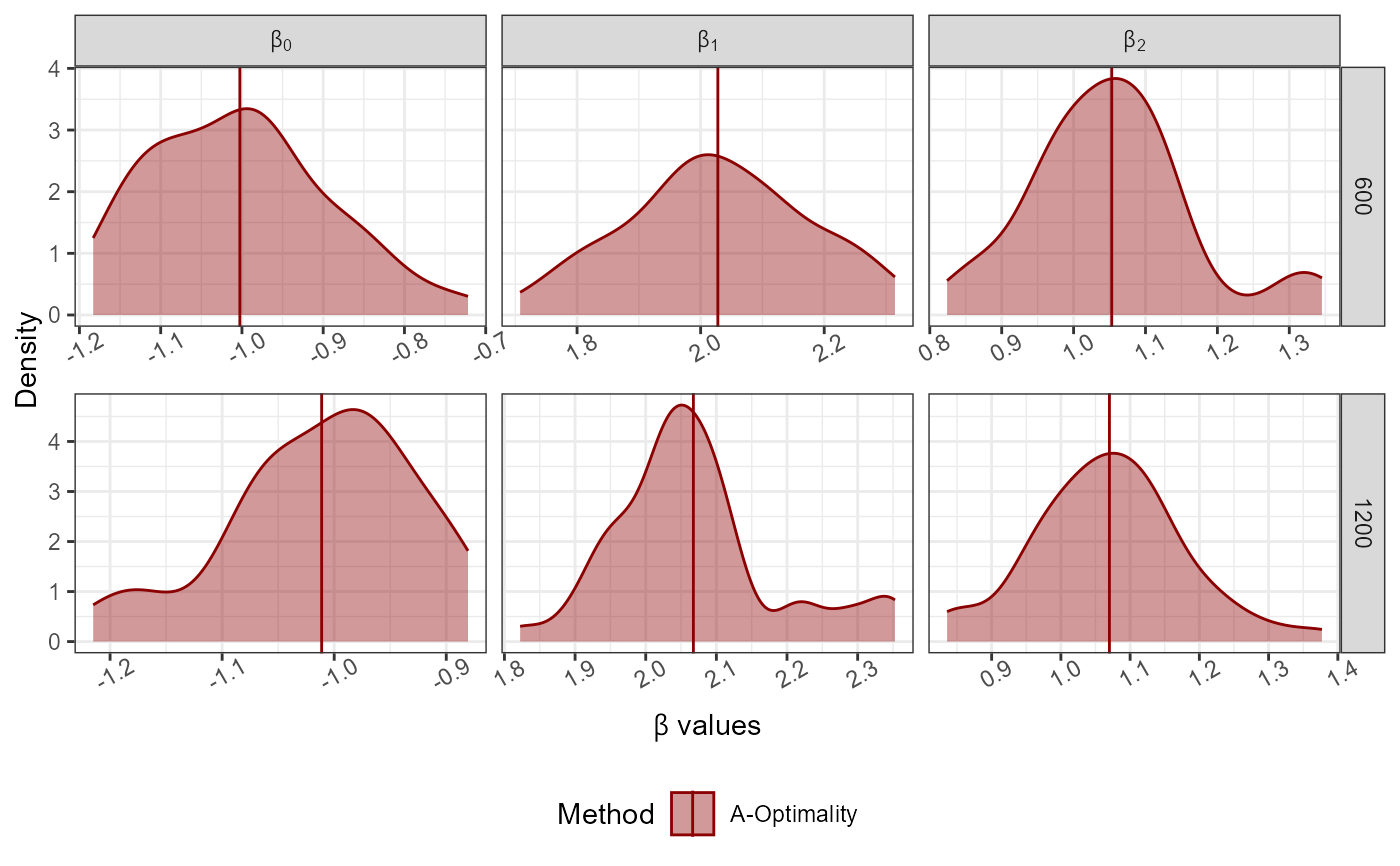 β₀ β₁ β₂
4
3
2
1
0
600
-1.2 -1.1 -1.0 -0.9 -0.8 -0.7
1.8 2.0 2.2
0.8 0.9 1.0 1.1 1.2 1.3
Density
4
3
2
1
0
1200
-1.2 -1.1 -1.0 -0.9
1.8 1.9 2.0 2.1 2.2 2.3
0.9 1.0 1.1 1.2 1.3 1.4
β values
Method A-Optimality